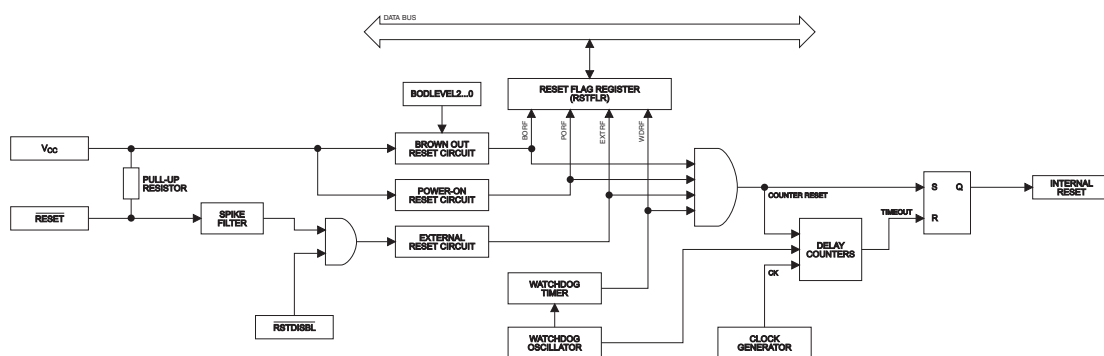 DATA BUS
BODLEVEL2...0
RESET FLAG REGISTER
(RSTFLR)
BORF
PORF
EXTRF
WDRF
VCC
BROWN OUT
RESET CIRCUIT
PULL-UP
RESISTOR
POWER-ON
RESET CIRCUIT
S
Q
INTERNAL
RESET
COUNTER RESET
RESET
SPIKE
FILTER
TIMEOUT
R
EXTERNAL
RESET CIRCUIT
DELAY
COUNTERS
CK
WATCHDOG
TIMER
RSTDISBL
WATCHDOG
OSCILLATOR
CLOCK
GENERATOR